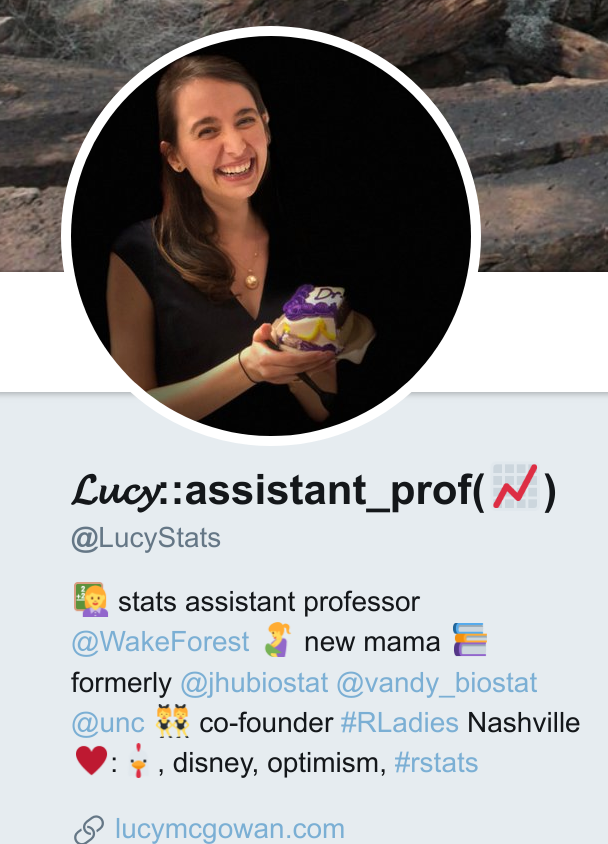 Dr.
𝓛𝓾𝓬𝔂::assistant_prof(📈)
@LucyStats
👩‍🏫 stats assistant professor
@WakeForest 🤰 new mama 📚
formerly @jhubiostat @vandy_biostat
@unc 👯 co-founder #RLadies Nashville
❤️: 🐓, disney, optimism, #rstats
🔗 lucymcgowan.com